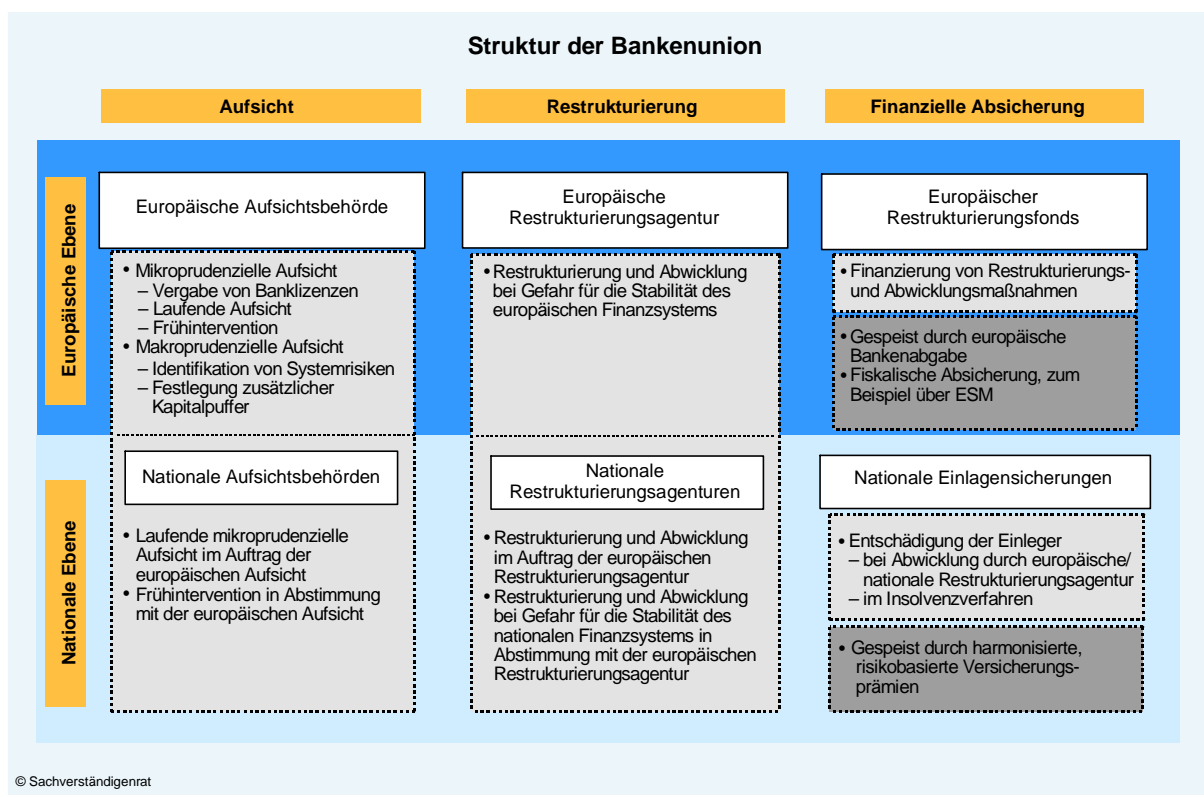 Struktur der Bankenunion
Aufsicht
Restrukturierung
Finanzielle Absicherung
Europäische Ebene
Europäische Aufsichtsbehörde
• Mikroprudenzielle Aufsicht
– Vergabe von Banklizenzen
– Laufende Aufsicht
– Frühintervention
• Makroprudenzielle Aufsicht
– Identifikation von Systemrisiken
– Festlegung zusätzlicher
Kapitalpuffer
Europäische
Restrukturierungsagentur
• Restrukturierung und Abwicklung
bei Gefahr für die Stabilität des
europäischen Finanzsystems
Europäischer
Restrukturierungsfonds
• Finanzierung von Restrukturierungs-
und Abwicklungsmaßnahmen
• Gespeist durch europäische
Bankenabgabe
• Fiskalische Absicherung, zum
Beispiel über ESM
Nationale Ebene
Nationale Aufsichtsbehörden
• Laufende mikroprudenzielle
Aufsicht im Auftrag der
europäischen Aufsicht
• Frühintervention in Abstimmung
mit der europäischen Aufsicht
Nationale
Restrukturierungsagenturen
• Restrukturierung und Abwicklung
im Auftrag der europäischen
Restrukturierungsagentur
• Restrukturierung und Abwicklung
bei Gefahr für die Stabilität des
nationalen Finanzsystems in
Abstimmung mit der europäischen
Restrukturierungsagentur
Nationale Einlagensicherungen
• Entschädigung der Einleger
– bei Abwicklung durch europäische/
nationale Restrukturierungsagentur
– im Insolvenzverfahren
• Gespeist durch harmonisierte,
risikobasierte Versicherungs-
prämien
© Sachverständigenrat